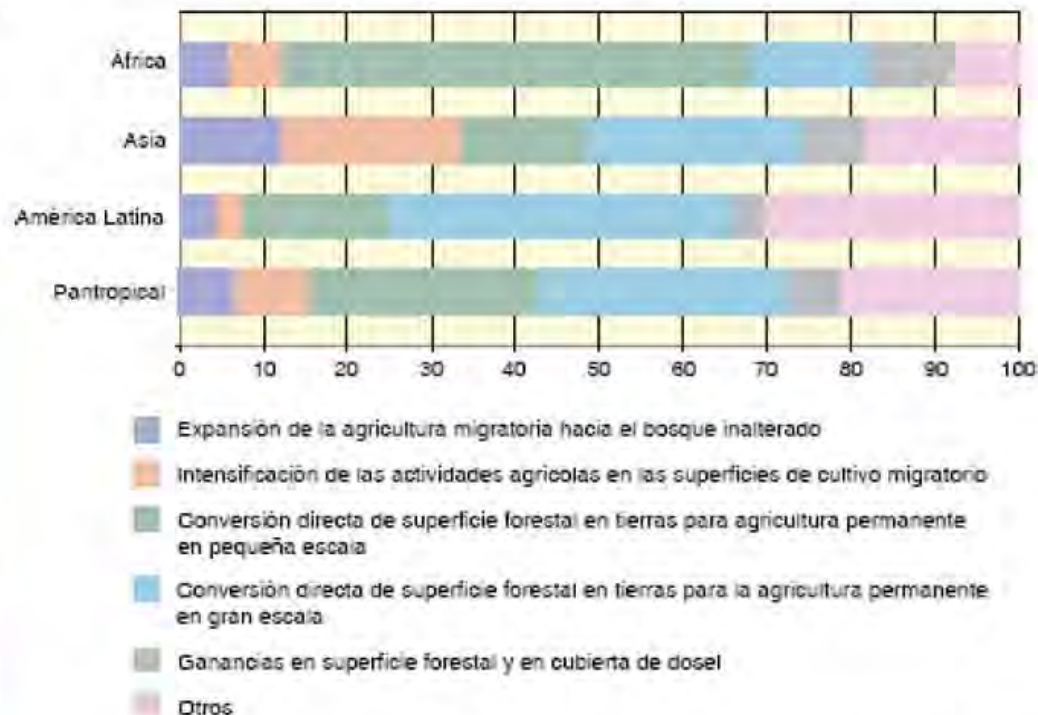 África
Asia
América Latina
Pantropical
0 10 20 30 40 50 60 70 80 90 100
Expansión de la agricultura migratoria hacia el bosque inalterado
Intensificación de las actividades agrícolas en las superficies de cultivo migratorio
Conversión directa de superficie forestal en tierras para agricultura permanente
en pequeña escala
Conversión directa de superficie forestal en tierras para la agricultura permanente
en gran escala
Ganancias en superficie forestal y en cubierta de dosel
Otros